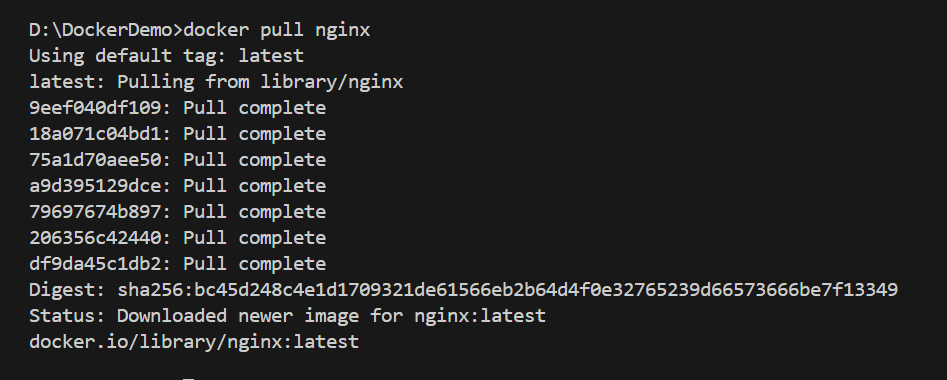 D:\DockerDemo>docker pull nginx
Using default tag: latest
latest: Pulling from library/nginx
9eef040df109: Pull complete
18a071c04bd1: Pull complete
75a1d70aee50: Pull complete
a9d395129dce: Pull complete
79697674b897: Pull complete
206356c42440: Pull complete
df9da45c1db2: Pull complete
Digest: sha256:bc45d248c4e1d1709321de61566eb2b64d4f0e32765239d66573666be7f13349
Status: Downloaded newer image for nginx:latest
docker.io/library/nginx:latest